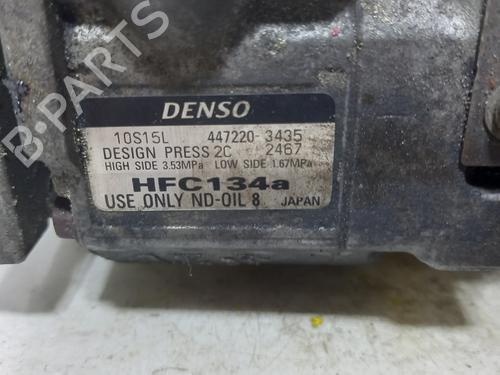 DENSO
10S15L 447220-3435
DESIGN PRESS 2C 2467
HIGH SIDE 3.53MPa LOW SIDE 1.67MPa
HFC134a
USE ONLY ND-OIL 8 JAPAN